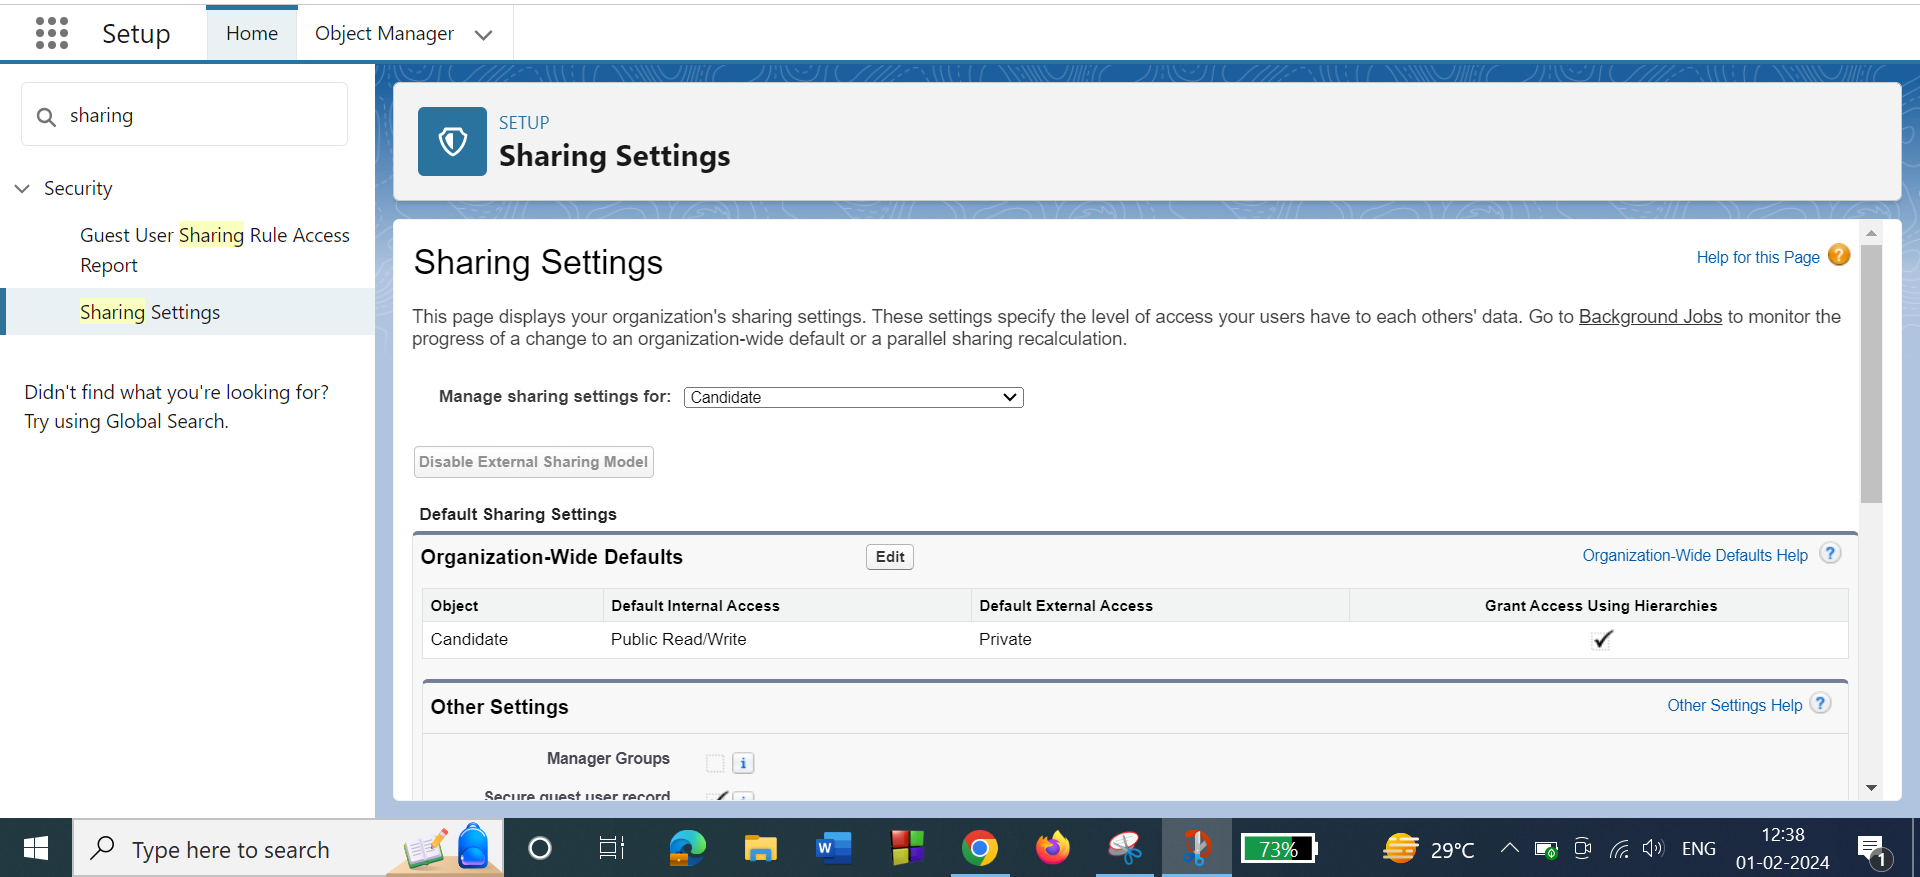 Setup
Home
Object Manager
sharing
Security
Guest User Sharing Rule Access
Report
Sharing Settings
Didn't find what you're looking for?
Try using Global Search.
SETUP
Sharing Settings
Sharing Settings
Help for this Page ?
This page displays your organization's sharing settings. These settings specify the level of access your users have to each others' data. Go to Background Jobs to monitor the
progress of a change to an organization-wide default or a parallel sharing recalculation.
Manage sharing settings for: Candidate
Disable External Sharing Model
Default Sharing Settings
Organization-Wide Defaults Edit Organization-Wide Defaults Help ?
Object Default Internal Access Default External Access Grant Access Using Hierarchies
Candidate Public Read/Write Private
Other Settings Other Settings Help ?
Manager Groups i
Secure guest user record
Type here to search
W
73%
29°C
ENG
12:38
01-02-2024
1